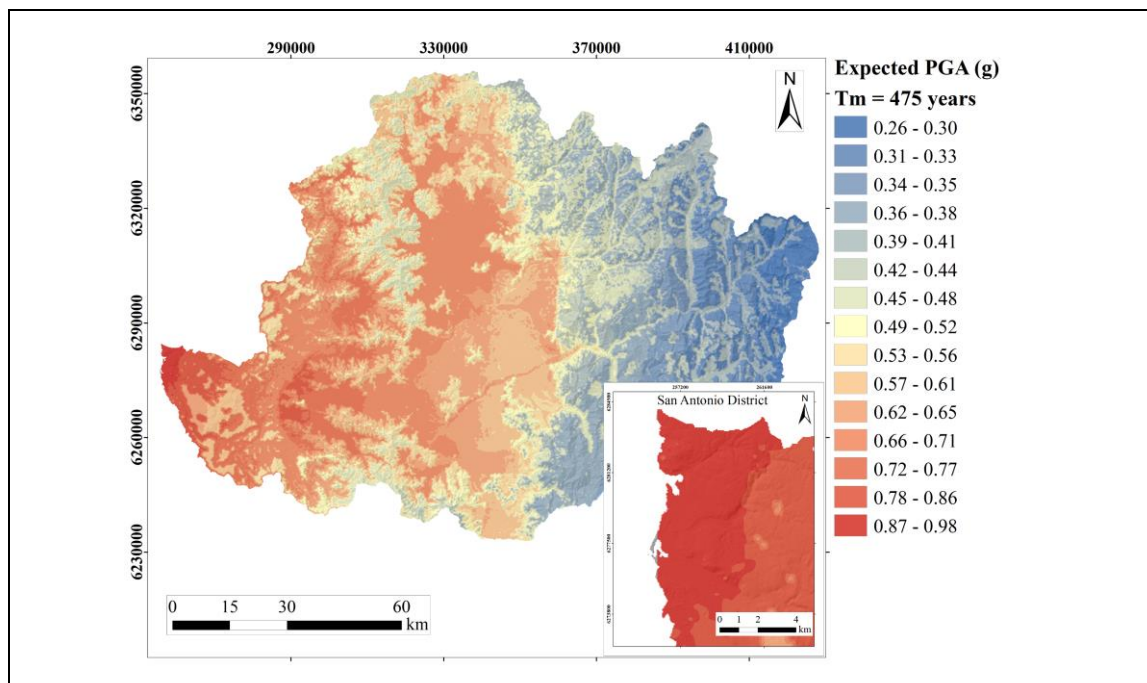 290000 330000 370000 410000
6350000
6320000
6290000
6260000
6230000
N
Expected PGA (g)
Tm = 475 years
0.26 - 0.30
0.31 - 0.33
0.34 - 0.35
0.36 - 0.38
0.39 - 0.41
0.42 - 0.44
0.45 - 0.48
0.49 - 0.52
0.53 - 0.56
0.57 - 0.61
0.62 - 0.65
0.66 - 0.71
0.72 - 0.77
0.78 - 0.86
0.87 - 0.98
0 15 30 60
km
San Antonio District
N
0 1 2 4
km